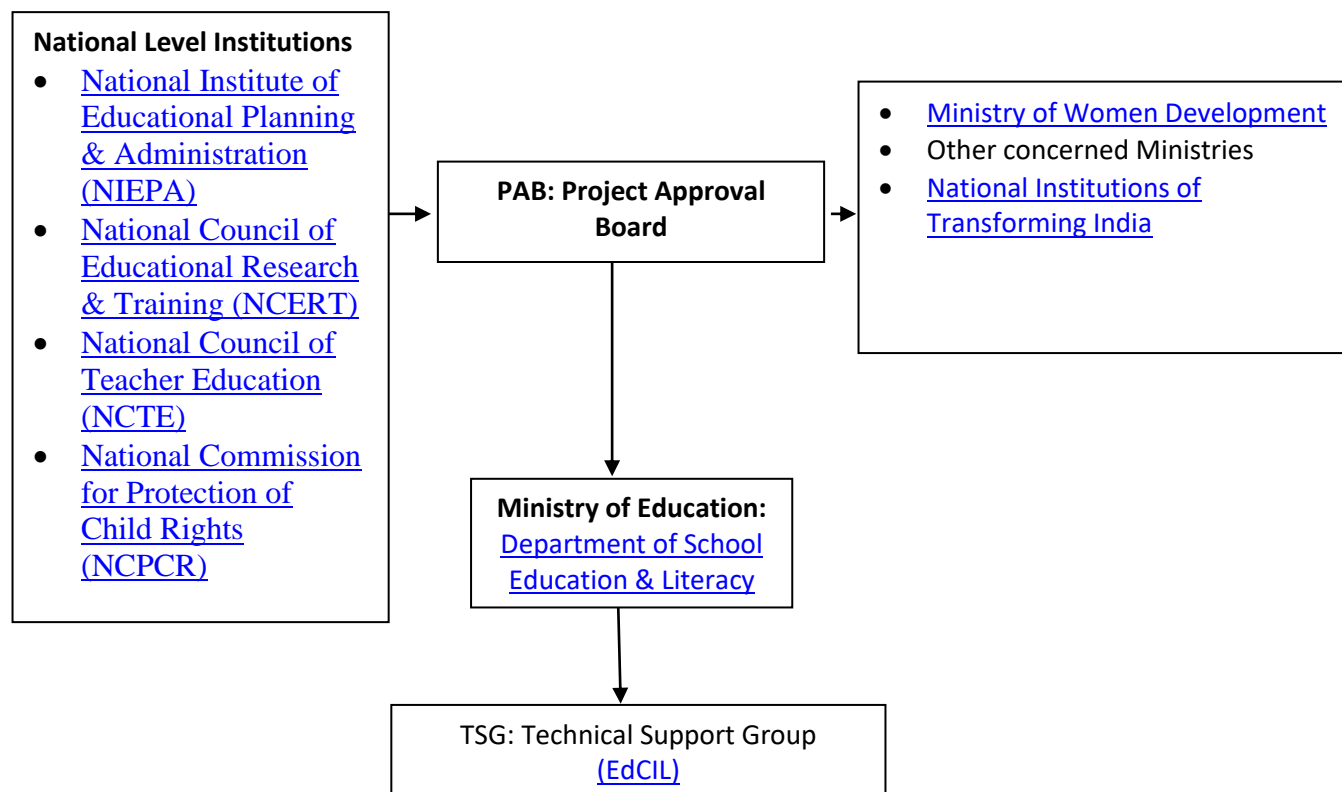 National Level Institutions
• National Institute of
Educational Planning
& Administration
(NIEPA)
• National Council of
Educational Research
& Training (NCERT)
• National Council of
Teacher Education
(NCTE)
• National Commission
for Protection of
Child Rights
(NCPCR)
PAB: Project Approval
Board
• Ministry of Women Development
• Other concerned Ministries
• National Institutions of
Transforming India
Ministry of Education:
Department of School
Education & Literacy
TSG: Technical Support Group
(EdCIL)